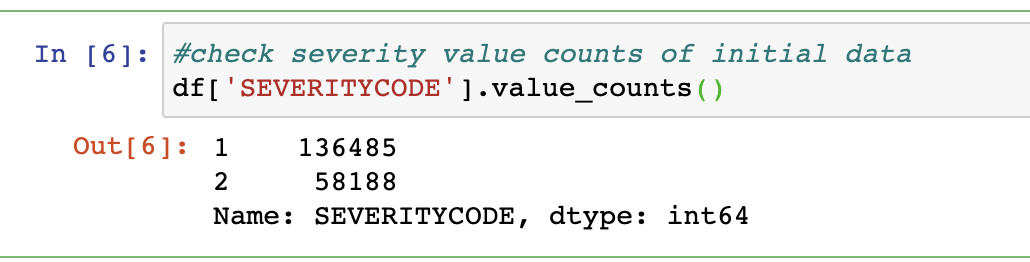 In [6]: #check severity value counts of initial data
df['SEVERITYCODE'].value_counts()
Out[6]: 1    136485
2     58188
Name: SEVERITYCODE, dtype: int64